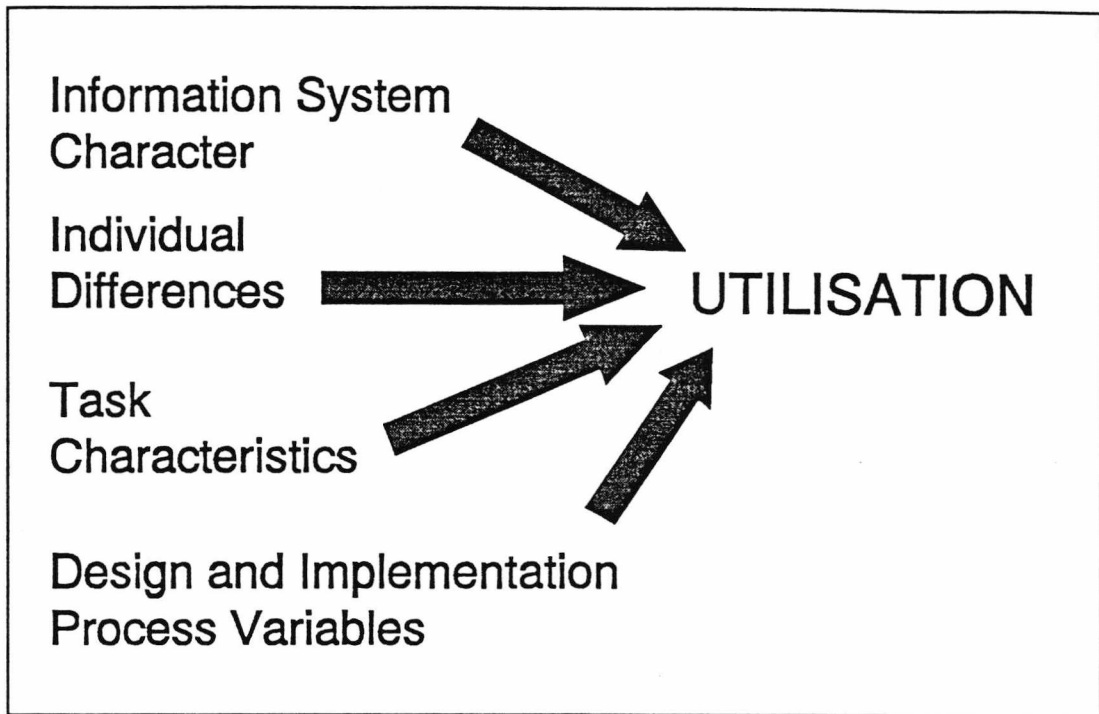 Information System
Character
Individual
Differences
UTILISATION
Task
Characteristics
Design and Implementation
Process Variables